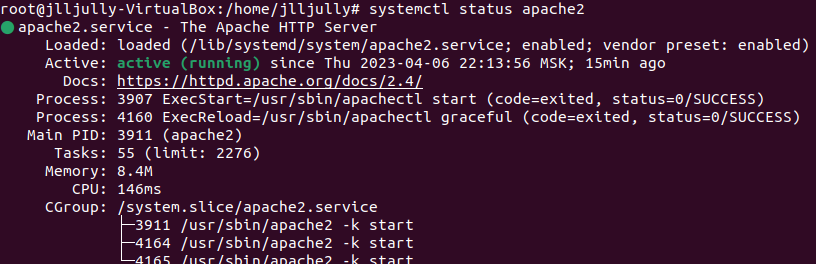 root@jlljully-VirtualBox:/home/jlljully# systemctl status apache2
● apache2.service - The Apache HTTP Server
Loaded: loaded (/lib/systemd/system/apache2.service; enabled; vendor preset: enabled)
Active: active (running) since Thu 2023-04-06 22:13:56 MSK; 15min ago
Docs: https://httpd.apache.org/docs/2.4/
Process: 3907 ExecStart=/usr/sbin/apachectl start (code=exited, status=0/SUCCESS)
Process: 4160 ExecReload=/usr/sbin/apachectl graceful (code=exited, status=0/SUCCESS)
Main PID: 3911 (apache2)
Tasks: 55 (limit: 2276)
Memory: 8.4M
CPU: 146ms
CGroup: /system.slice/apache2.service
├─3911 /usr/sbin/apache2 -k start
├─4164 /usr/sbin/apache2 -k start
└─4165 /usr/sbin/apache2 -k start